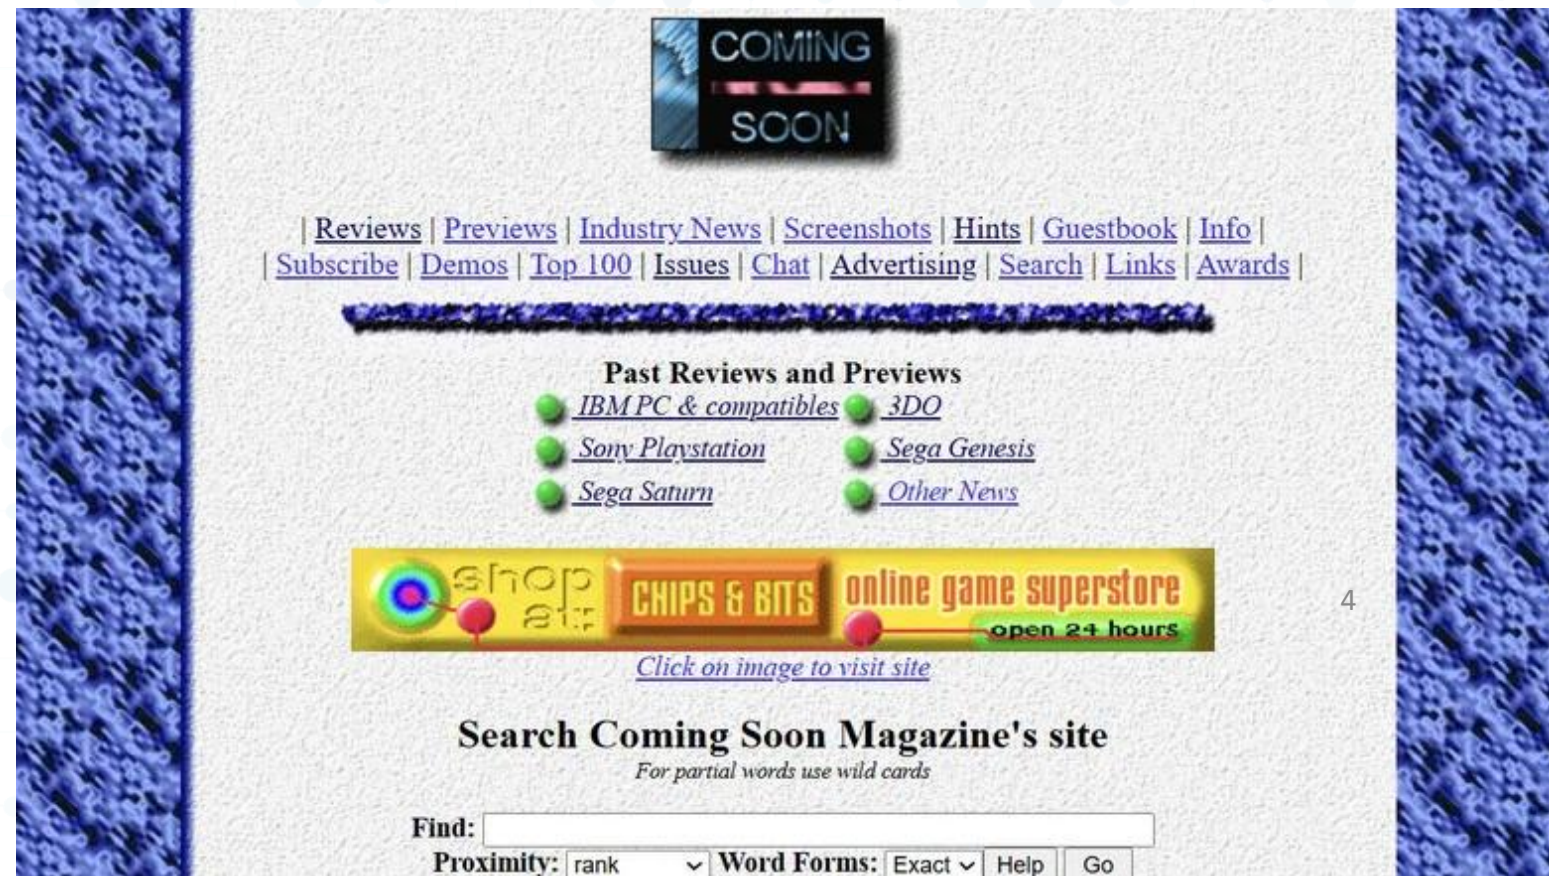 COMING
SOON
| Reviews | Previews | Industry News | Screenshots | Hints | Guestbook | Info |
| Subscribe | Demos | Top 100 | Issues | Chat | Advertising | Search | Links | Awards |
Past Reviews and Previews
IBM PC & compatibles 3DO
Sony Playstation Sega Genesis
Sega Saturn Other News
shop at: CHIPS & BITS online game superstore
open 24 hours
4
Click on image to visit site
Search Coming Soon Magazine's site
For partial words use wild cards
Find:
Proximity: rank Word Forms: Exact Help Go